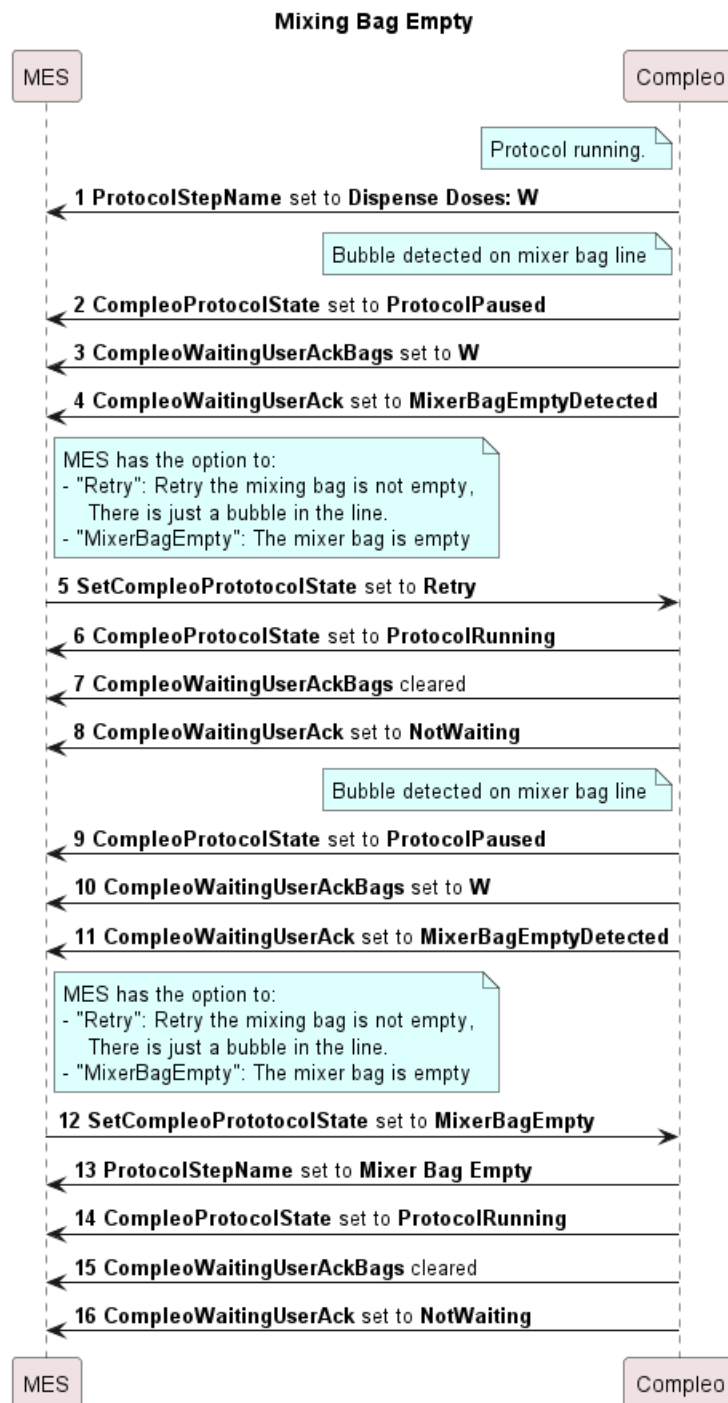 Mixing Bag Empty
MES
Compleo
Protocol running.
1 ProtocolStepName set to Dispense Doses: W
Bubble detected on mixer bag line
2 CompleoProtocolState set to ProtocolPaused
3 CompleoWaitingUserAckBags set to W
4 CompleoWaitingUserAck set to MixerBagEmptyDetected
MES has the option to:
- "Retry": Retry the mixing bag is not empty,
There is just a bubble in the line.
- "MixerBagEmpty": The mixer bag is empty
5 SetCompleoPrototocolState set to Retry
6 CompleoProtocolState set to ProtocolRunning
7 CompleoWaitingUserAckBags cleared
8 CompleoWaitingUserAck set to NotWaiting
Bubble detected on mixer bag line
9 CompleoProtocolState set to ProtocolPaused
10 CompleoWaitingUserAckBags set to W
11 CompleoWaitingUserAck set to MixerBagEmptyDetected
MES has the option to:
- "Retry": Retry the mixing bag is not empty,
There is just a bubble in the line.
- "MixerBagEmpty": The mixer bag is empty
12 SetCompleoPrototocolState set to MixerBagEmpty
13 ProtocolStepName set to Mixer Bag Empty
14 CompleoProtocolState set to ProtocolRunning
15 CompleoWaitingUserAckBags cleared
16 CompleoWaitingUserAck set to NotWaiting
MES
Compleo